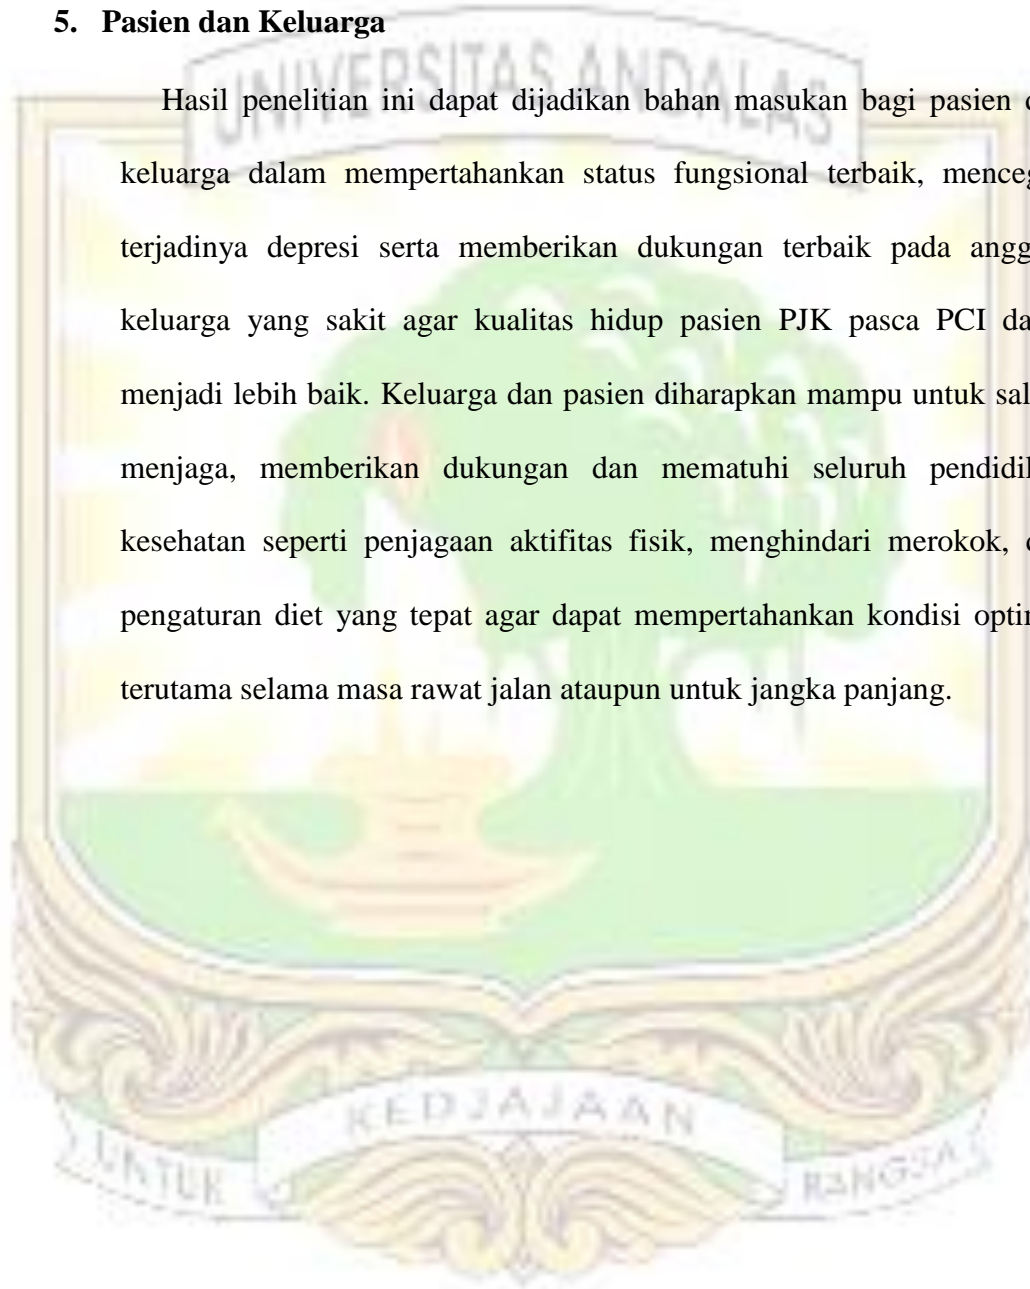 5. Pasien dan Keluarga
UNIVERSITAS ANDALAS
Hasil penelitian ini dapat dijadikan bahan masukan bagi pasien
keluarga dalam mempertahankan status fungsional terbaik,
terjadinya depresi serta memberikan dukungan terbaik pada
keluarga yang sakit agar kualitas hidup pasien PJK pasca PCI
menjadi lebih baik. Keluarga dan pasien diharapkan mampu untuk
menjaga, memberikan dukungan dan mematuhi seluruh
kesehatan seperti penjagaan aktifitas fisik, menghindari merokok,
pengaturan diet yang tepat agar dapat mempertahankan kondisi
terutama selama masa rawat jalan ataupun untuk jangka panjang.
UNTUK KEDJAJAAN BANGSA